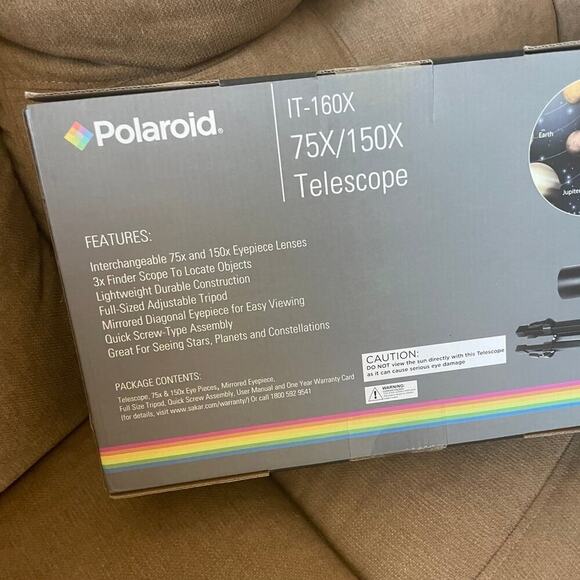 Polaroid®
IT-160X
75X/150X
Telescope
Earth
Jupiter
FEATURES:
Interchangeable 75x and 150x Eyepiece Lenses
3x Finder Scope To Locate Objects
Lightweight Durable Construction
Full-Sized Adjustable Tripod
Mirrored Diagonal Eyepiece for Easy Viewing
Quick Screw-Type Assembly
Great For Seeing Stars, Planets and Constellations
CAUTION:
DO NOT view the sun directly with this Telescope
as it can cause serious eye damage
WARNING:
PACKAGE CONTENTS:
Telescope, 75x & 150x Eye Pieces, Mirrored Eyepiece,
Full Size Tripod, Quick Screw Assembly, User Manual and One Year Warranty Card
(for details, visit www.sakar.com/warranty/) Or call 1800 592 9541